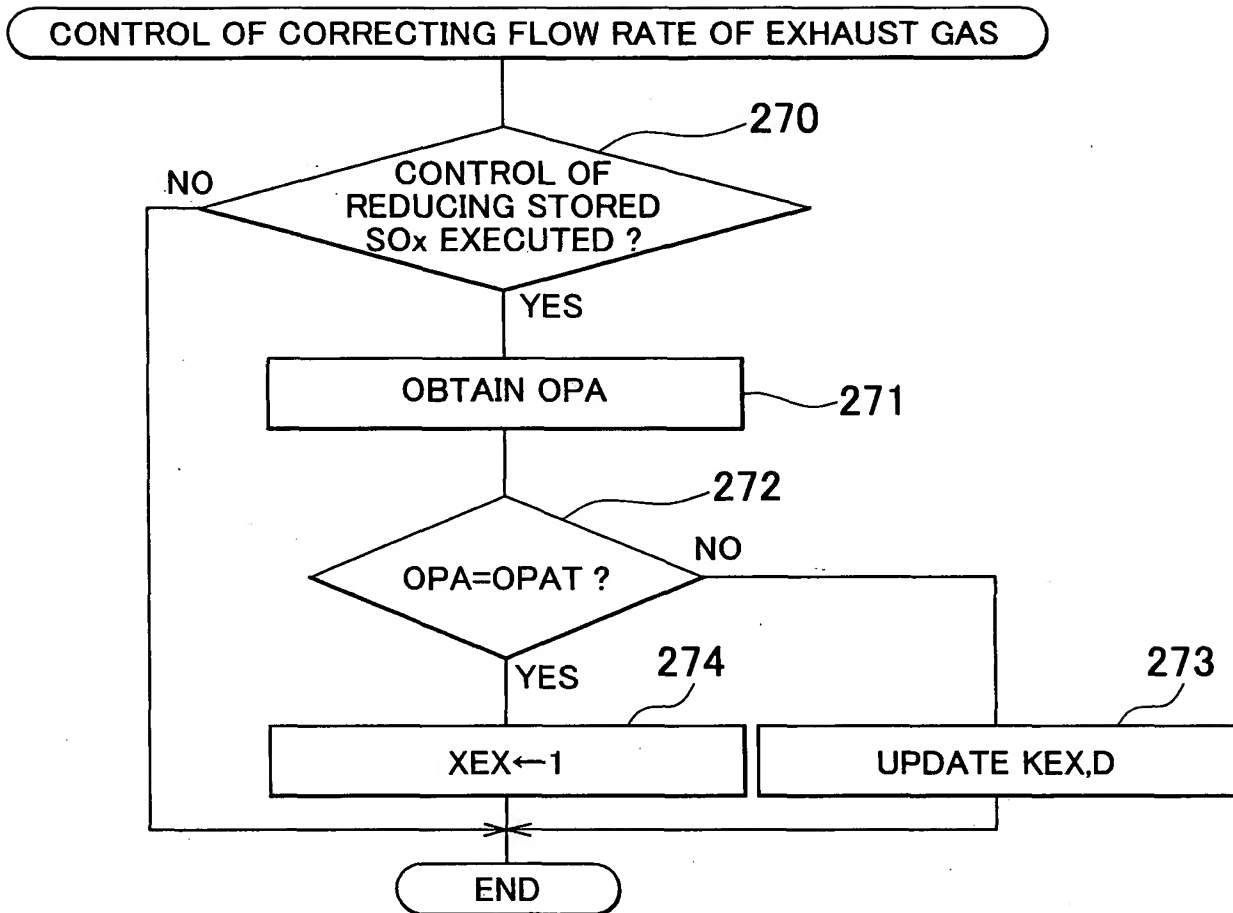 CONTROL OF CORRECTING FLOW RATE OF EXHAUST GAS
270
NO
CONTROL OF
REDUCING STORED
SOx EXECUTED ?
YES
OBTAIN OPA
271
272
NO
OPA=OPAT ?
YES
274
273
XEX←1
UPDATE KEX,D
END